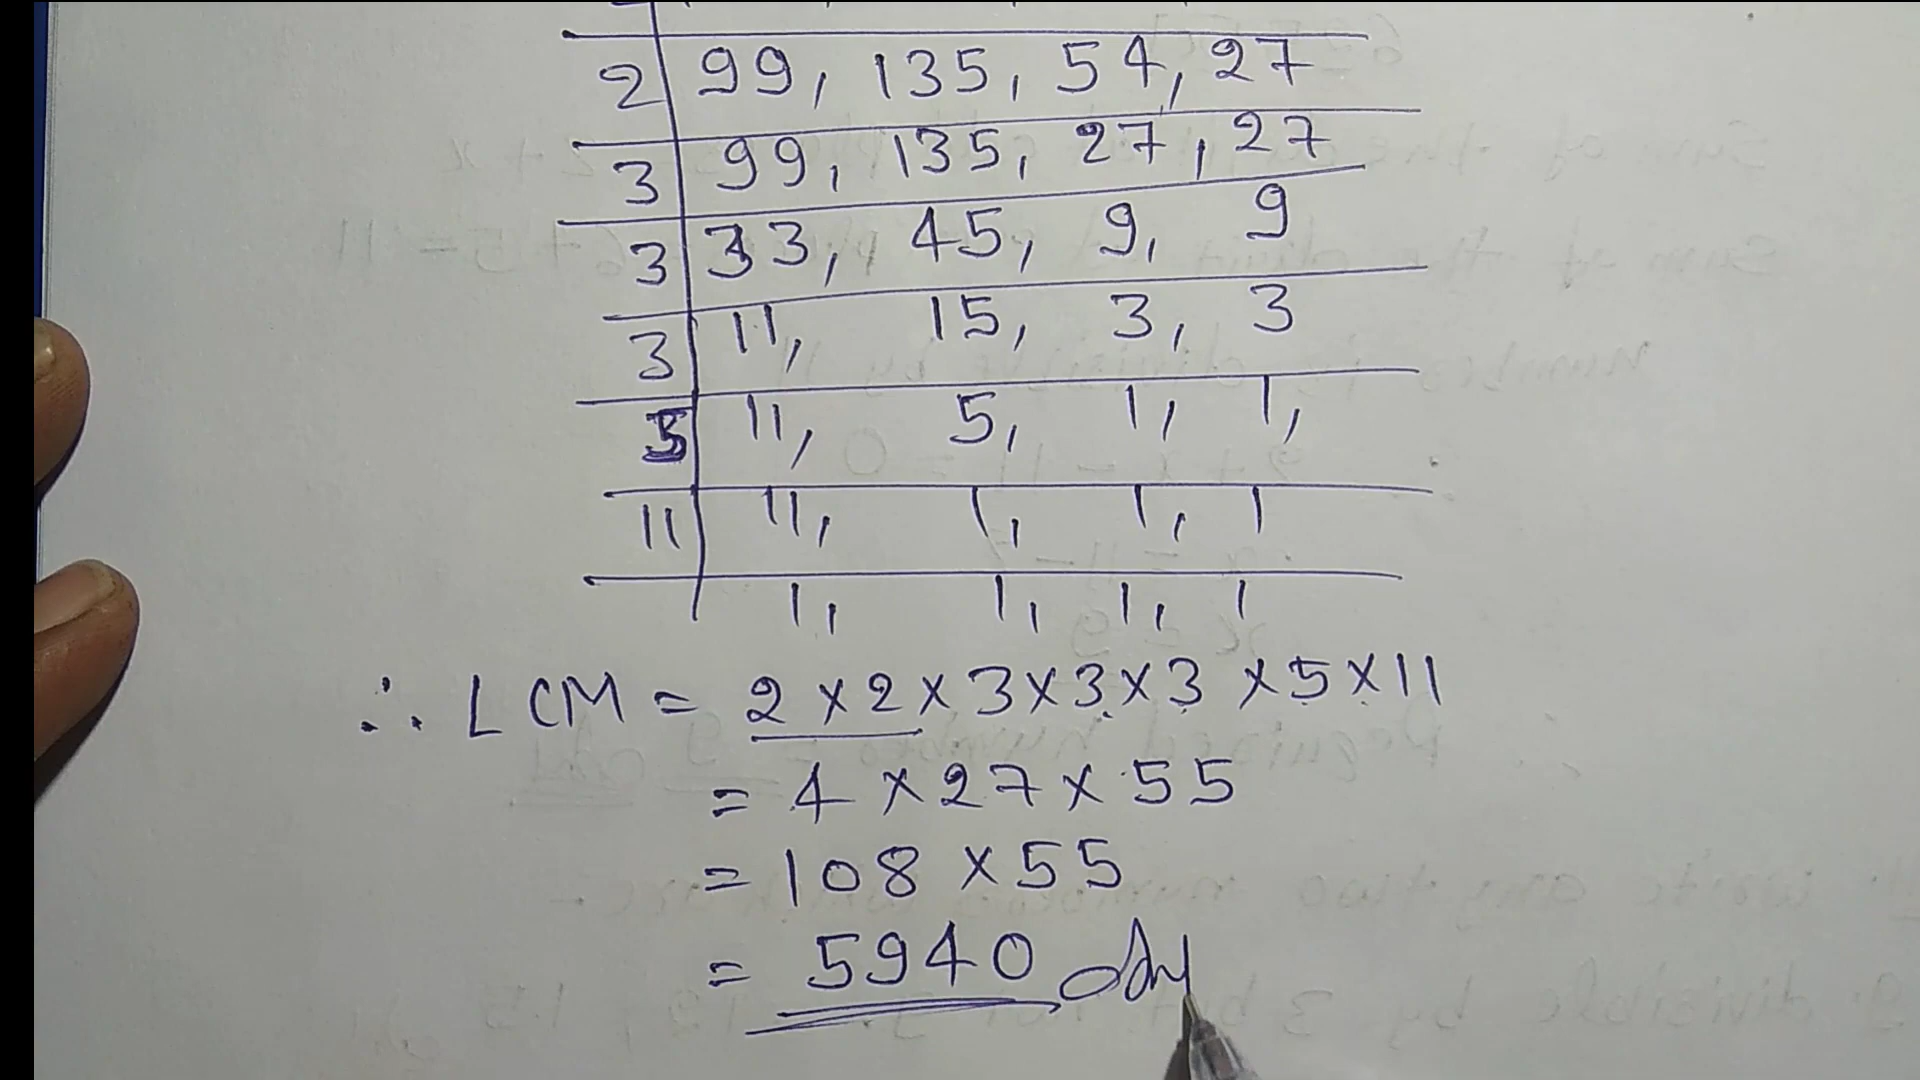 2 | 99, 135, 54, 27
3 | 99, 135, 27, 27
3 | 33, 45, 9, 9
3 | 11, 15, 3, 3
5 | 11, 5, 1, 1,
11 | 11, 1, 1, 1
1, 1, 1, 1
∴ LCM = 2 × 2 × 3 × 3 × 3 × 5 × 11
= 4 × 27 × 55
= 108 × 55
= 5940